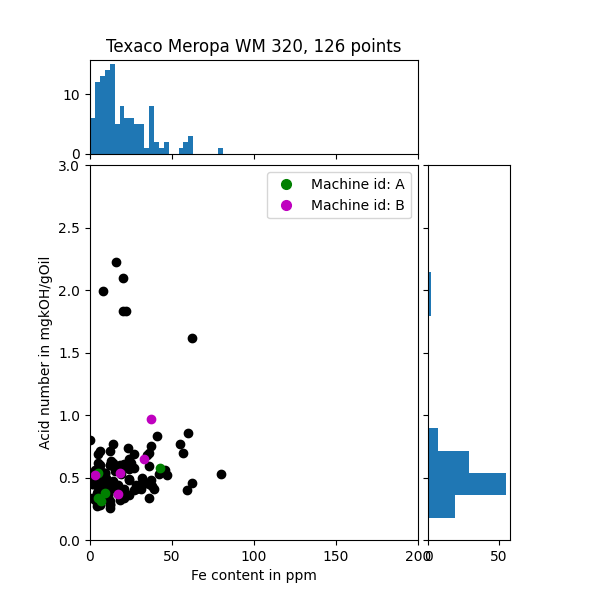 Texaco Meropa WM 320, 126 points
10
0
3.0
2.5
2.0
1.5
1.0
0.5
0.0
Acid number in mgkOH/gOil
Machine id: A
Machine id: B
0 50 100 150 200
0 50
Fe content in ppm